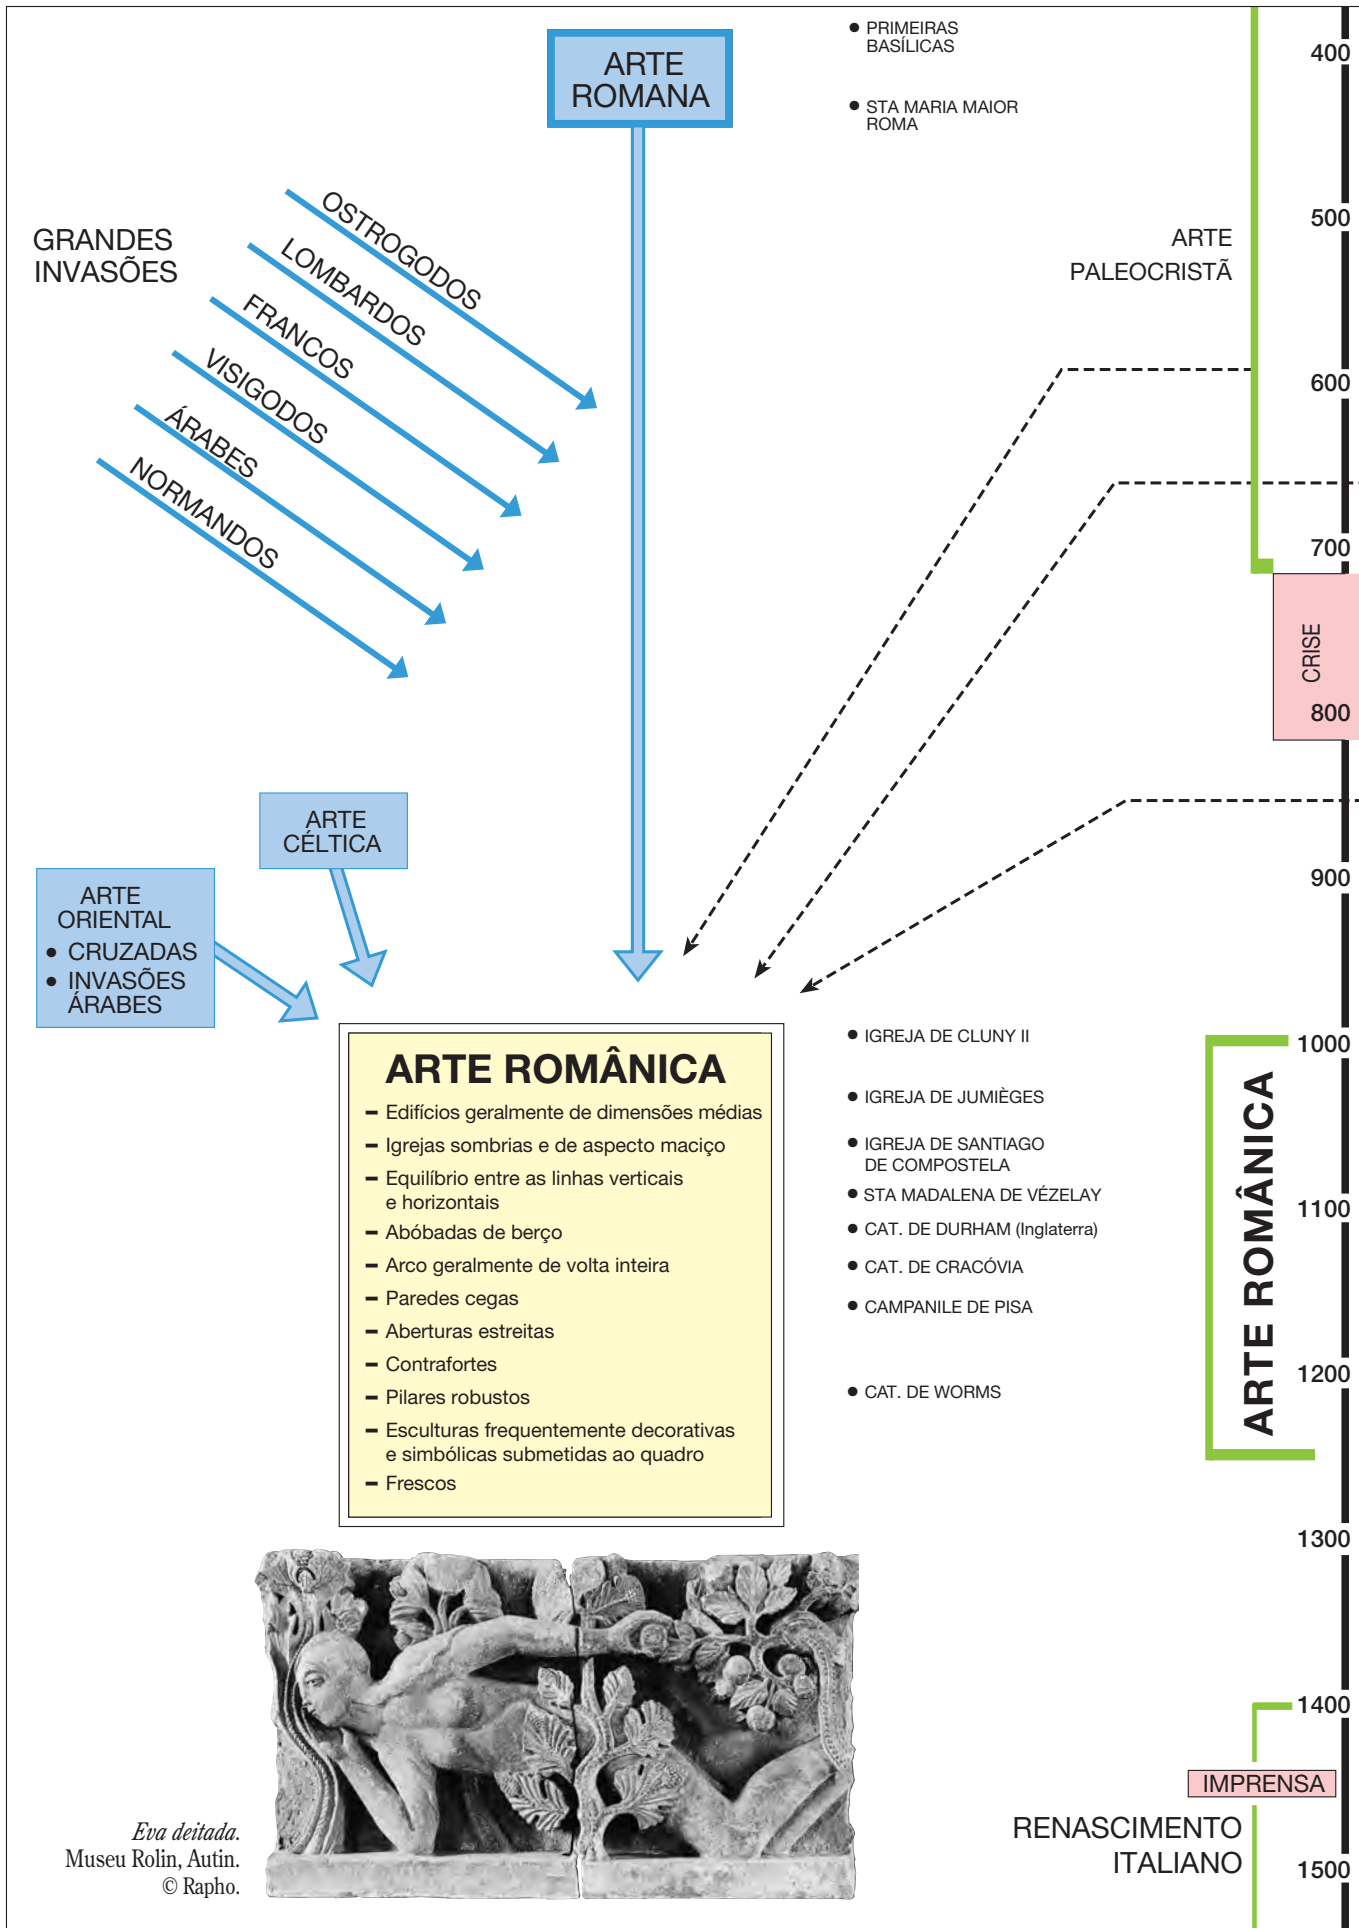 ARTE
ROMANA
PRIMEIRAS
BASÍLICAS
STA MARIA MAIOR
ROMA
GRANDES
INVASÕES
OSTROGODOS
LOMBARDOS
FRANCOS
VISIGODOS
ÁRABES
NORMANDOS
ARTE
PALEOCRISTÃ
400
500
600
700
CRISE
800
900
ARTE
CÉLTICA
ARTE
ORIENTAL
• CRUZADAS
• INVASÕES
ÁRABES
ARTE ROMÂNICA
– Edifícios geralmente de dimensões médias
– Igrejas sombrias e de aspecto maciço
– Equilíbrio entre as linhas verticais
e horizontais
– Abóbadas de berço
– Arco geralmente de volta inteira
– Paredes cegas
– Aberturas estreitas
– Contrafortes
– Pilares robustos
– Esculturas frequentemente decorativas
e simbólicas submetidas ao quadro
– Frescos
• IGREJA DE CLUNY II
• IGREJA DE JUMIÈGES
• IGREJA DE SANTIAGO
DE COMPOSTELA
• STA MADALENA DE VÉZELAY
• CAT. DE DURHAM (Inglaterra)
• CAT. DE CRACÓVIA
• CAMPANILE DE PISA
• CAT. DE WORMS
ARTE ROMÂNICA
1000
1100
1200
1300
1400
IMPRENSA
RENASCIMENTO
ITALIANO
1500
Eva deitada.
Museu Rolin, Autin.
© Rapho.